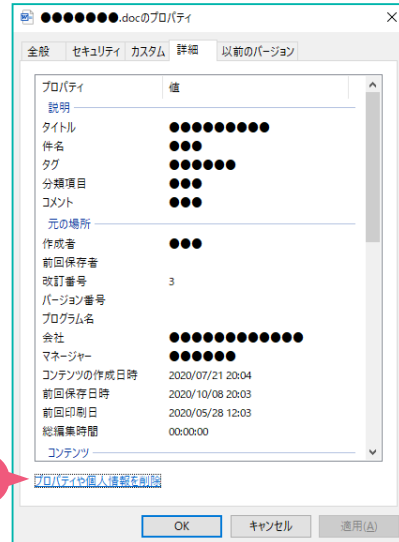 ●●●●●●●.docのプロパティ
全般 セキュリティ カスタム 詳細 以前のバージョン
プロパティ 値
説明
タイトル ●●●●●●●●●
件名 ●●●
タグ ●●●●●●
分類項目 ●●●
コメント ●●●
元の場所
作成者 ●●●
前回保存者
改訂番号 3
バージョン番号
プログラム名
会社 ●●●●●●●●●●●●
マネージャー ●●●●●●
コンテンツの作成日時 2020/07/21 20:04
前回保存日時 2020/10/08 20:03
前回印刷日 2020/05/28 12:03
総編集時間 00:00:00
コンテンツ
プロパティや個人情報を削除
OK キャンセル 適用(A)